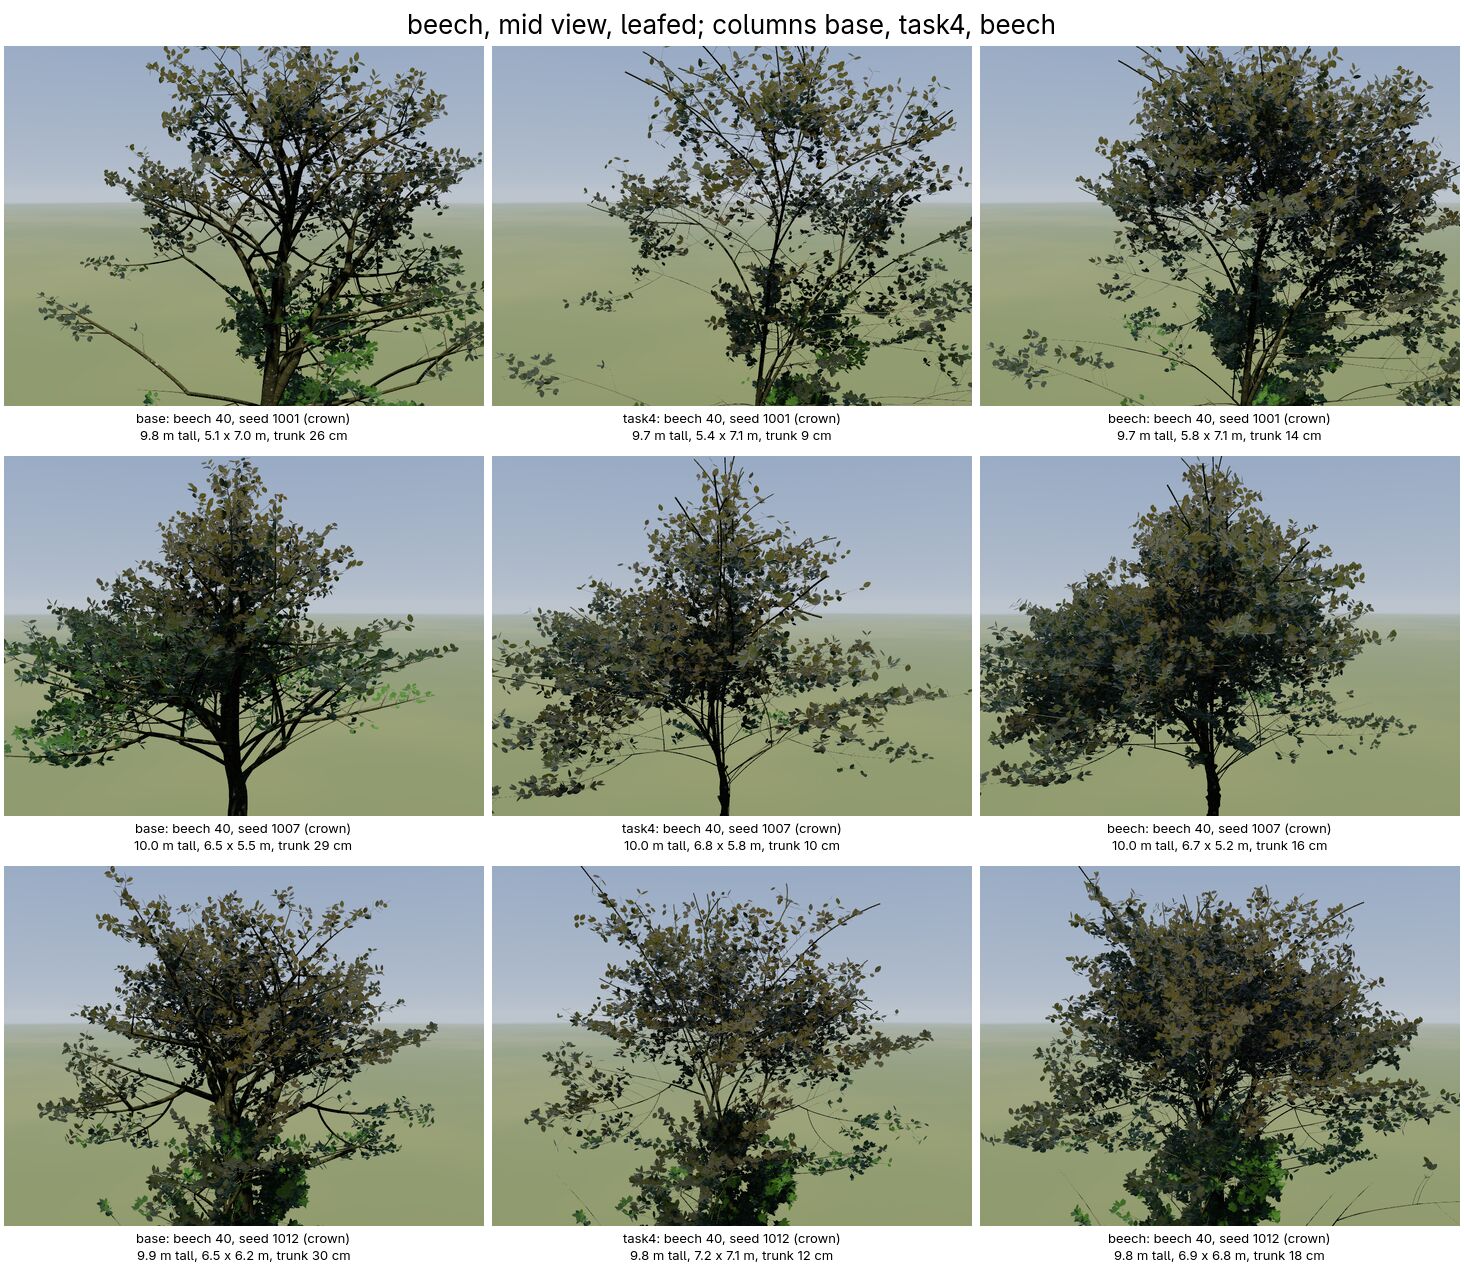 beech, mid view, leafed; columns base, task4, beech
base: beech 40, seed 1001 (crown)
9.8 m tall, 5.1 x 7.0 m, trunk 26 cm
task4: beech 40, seed 1001 (crown)
9.7 m tall, 5.4 x 7.1 m, trunk 9 cm
beech: beech 40, seed 1001 (crown)
9.7 m tall, 5.8 x 7.1 m, trunk 14 cm
base: beech 40, seed 1007 (crown)
10.0 m tall, 6.5 x 5.5 m, trunk 29 cm
task4: beech 40, seed 1007 (crown)
10.0 m tall, 6.8 x 5.8 m, trunk 10 cm
beech: beech 40, seed 1007 (crown)
10.0 m tall, 6.7 x 5.2 m, trunk 16 cm
base: beech 40, seed 1012 (crown)
9.9 m tall, 6.5 x 6.2 m, trunk 30 cm
task4: beech 40, seed 1012 (crown)
9.8 m tall, 7.2 x 7.1 m, trunk 12 cm
beech: beech 40, seed 1012 (crown)
9.8 m tall, 6.9 x 6.8 m, trunk 18 cm